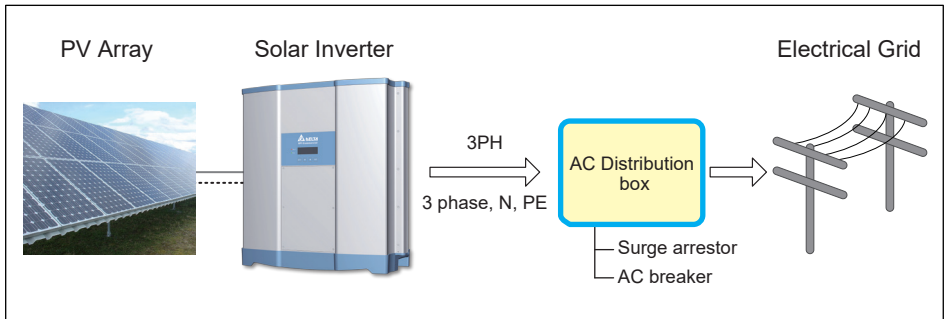 PV Array
Solar Inverter
Electrical Grid
3PH
3 phase, N, PE
AC Distribution
box
Surge arrestor
AC breaker